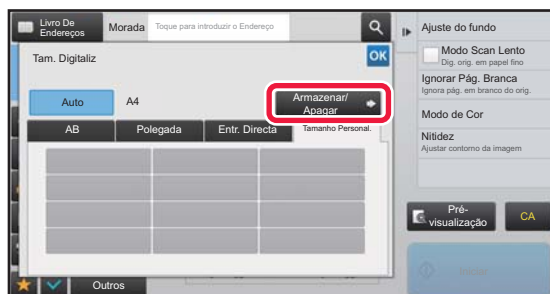 Livro De
Endereços
Morada
Toque para introduzir o Endereço
Tam. Digitaliz
OK
Auto
A4
Armazenar/
Apagar
AB
Polegada
Entr. Directa
Tamanho Personal.
Outros
Ajuste do fundo
Modo Scan Lento
Dig. orig. em papel fino
Ignorar Pág. Branca
Ignora pág. em branco do orig.
Modo de Cor
Nitidez
Ajustar contorno da imagem
Pré-
visualização
CA